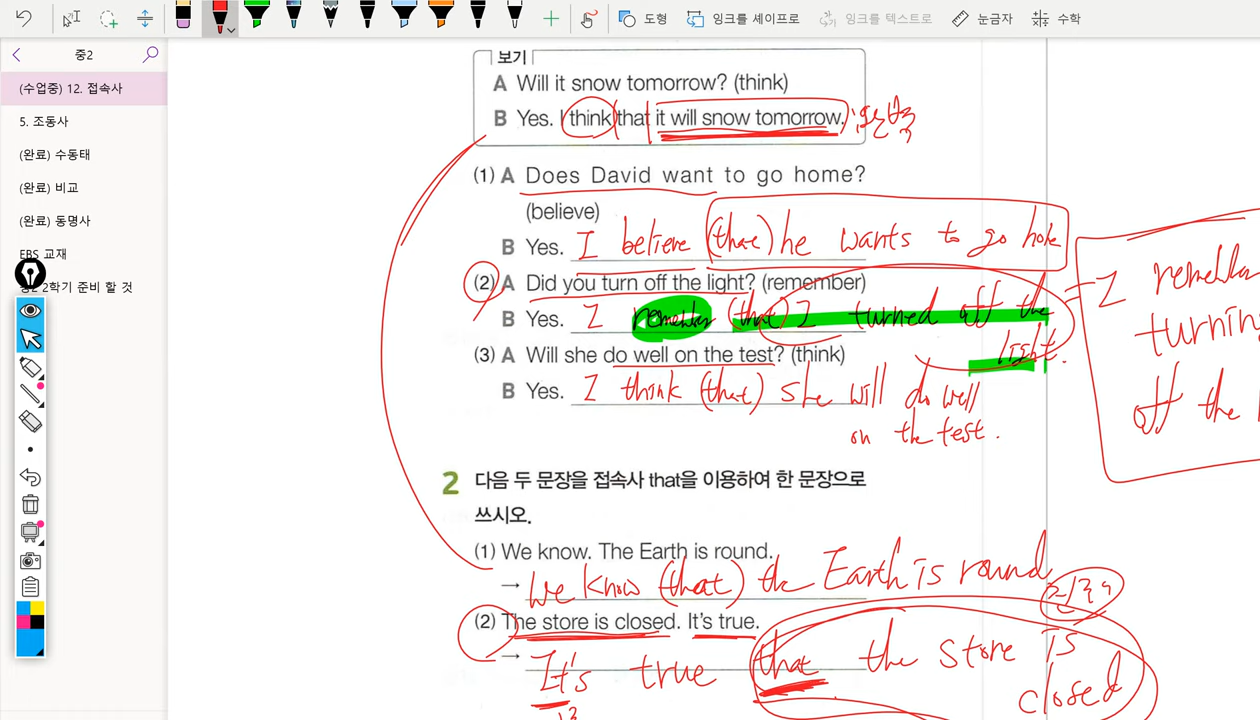 도형
잉크를 셰이프로
잉크를 텍스트로
눈금자
수학
중2
(수업중) 12. 접속사
5. 조동사
(완료) 수동태
(완료) 비교
(완료) 동명사
EBS 교재
2학기 준비 할 것
보기
A Will it snow tomorrow? (think)
B Yes. I think that it will snow tomorrow.
(1) A Does David want to go home?
(believe)
B Yes. I believe (that) he wants to go home
(2) A Did you turn off the light? (remember)
B Yes. I remember (that) I turned off the
light.
= I remember
turning
off the
(3) A Will she do well on the test? (think)
B Yes. I think (that) she will do well
on the test.
2 다음 두 문장을 접속사 that을 이용하여 한 문장으로
쓰시오.
(1) We know. The Earth is round.
→ We know (that) the Earth is round
(2) The store is closed. It's true.
→ It's true that the store is
closed